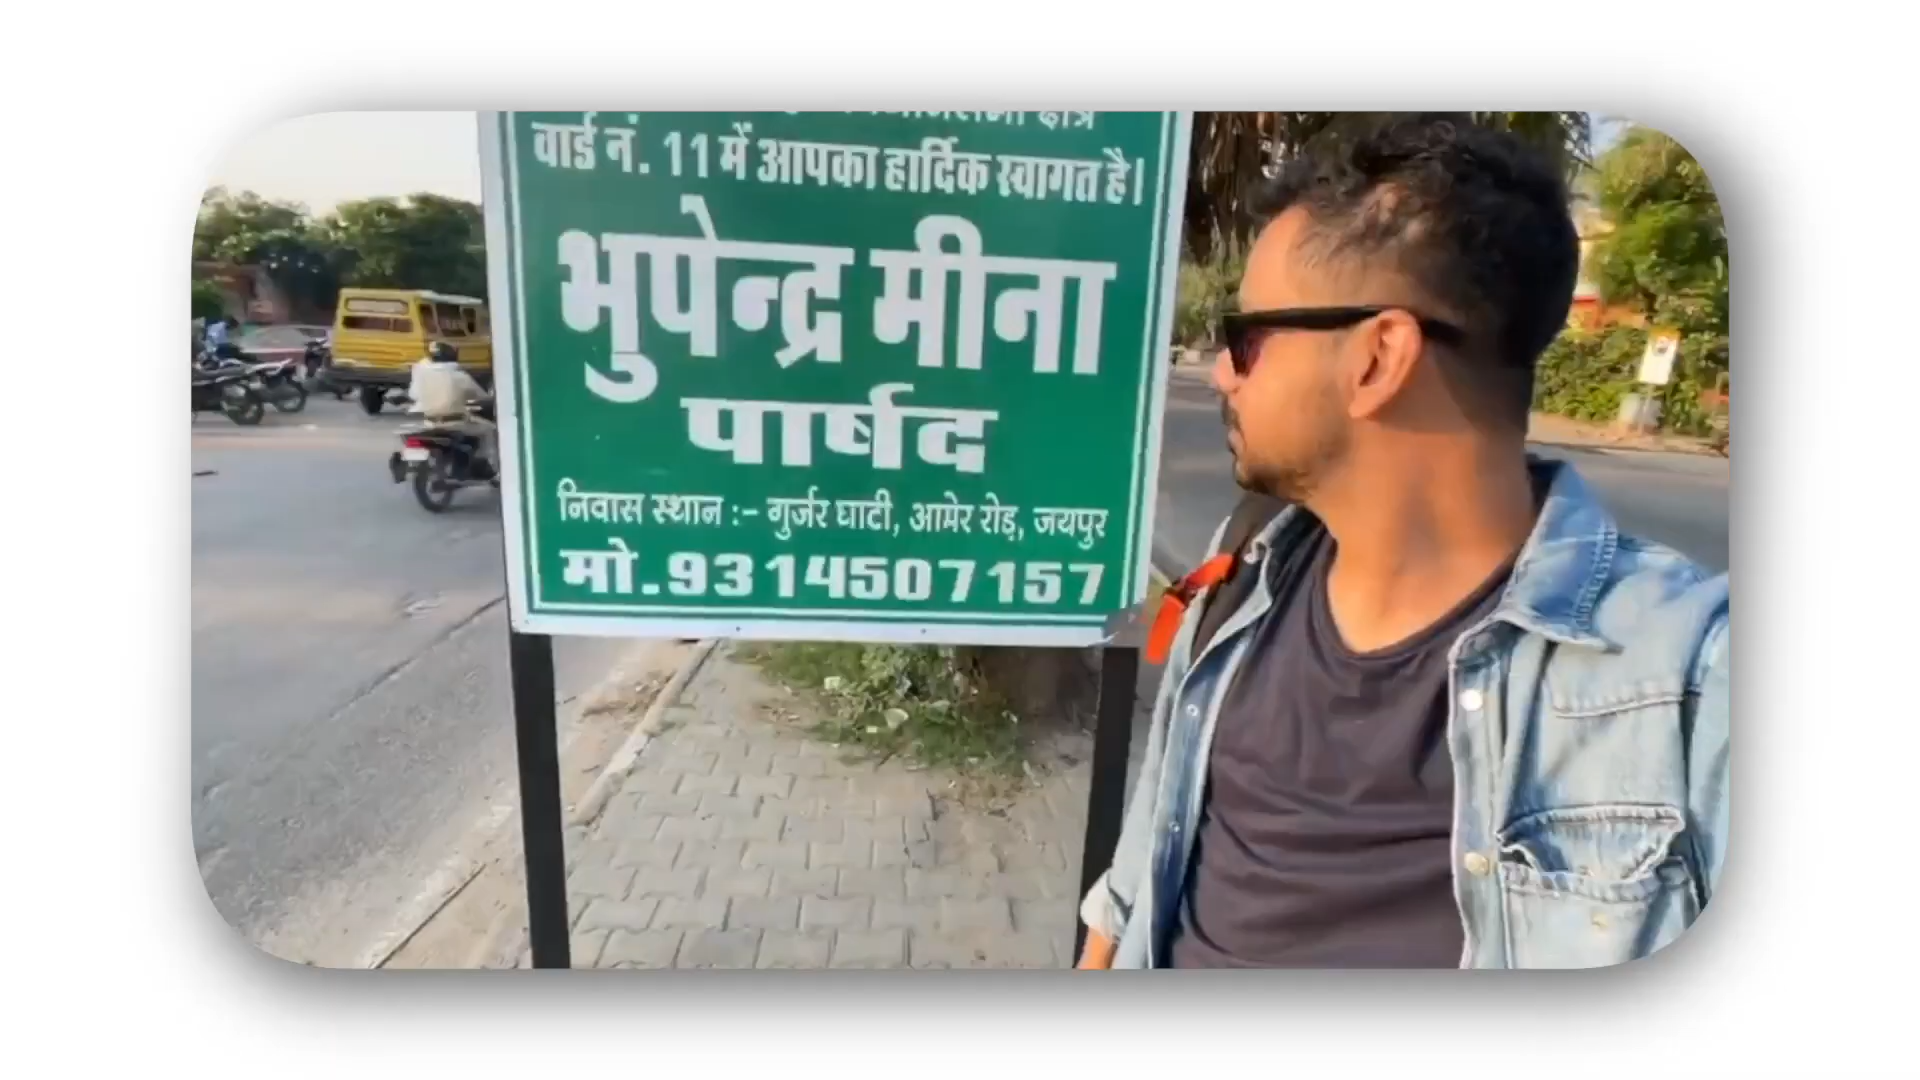 वार्ड नं. 11 में आपका हार्दिक स्वागत है।
भुपेन्द्र मीना
पार्षद
निवास स्थान :- गुर्जर घाटी, आमेर रोड़, जयपुर
मो.9314507157